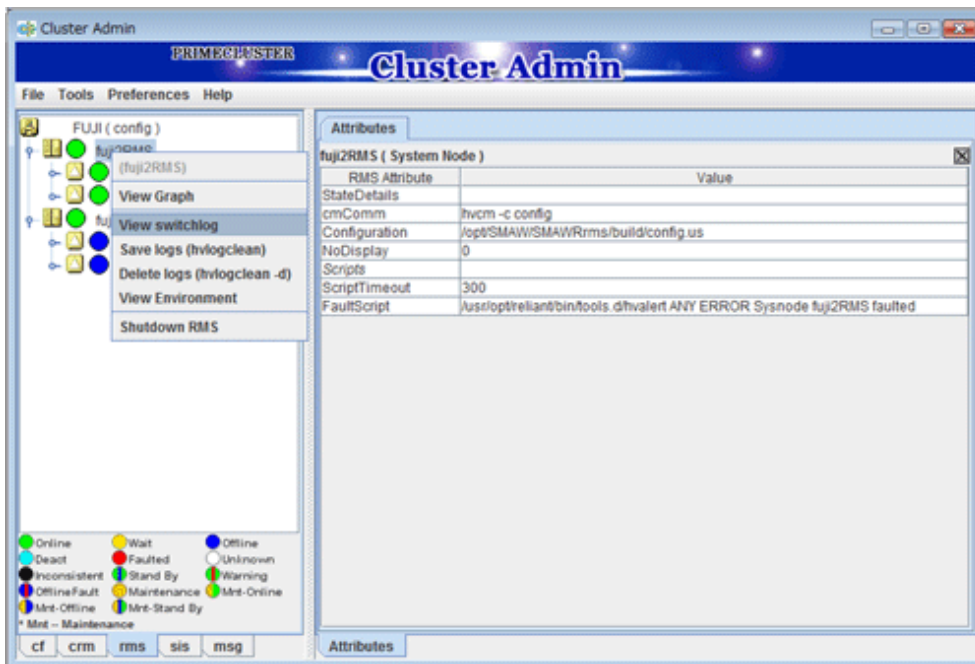 Cluster Admin
PRIMECLUSTER
Cluster Admin
File Tools Preferences Help
FUJI ( config )
fuji2RMS
(fuji2RMS)
View Graph
View switchlog
Save logs (hvlogclean)
Delete logs (hvlogclean -d)
View Environment
Shutdown RMS
Attributes
fuji2RMS ( System Node )
RMS Attribute Value
StateDetails
cmComm hvcm -c config
Configuration /opt/SMAW/SMAWRrms/build/config.us
NoDisplay 0
Scripts
ScriptTimeout 300
FaultScript /usr/opt/reliant/bin/tools.d/hvalert ANY ERROR Sysnode fuji2RMS faulted
Online Wait Offline
Deact Faulted Unknown
Inconsistent Stand By Warning
OfflineFault Maintenance Mnt-Online
Mnt-Offline Mnt-Stand By
* Mnt -- Maintenance
cf crm rms sis msg
Attributes